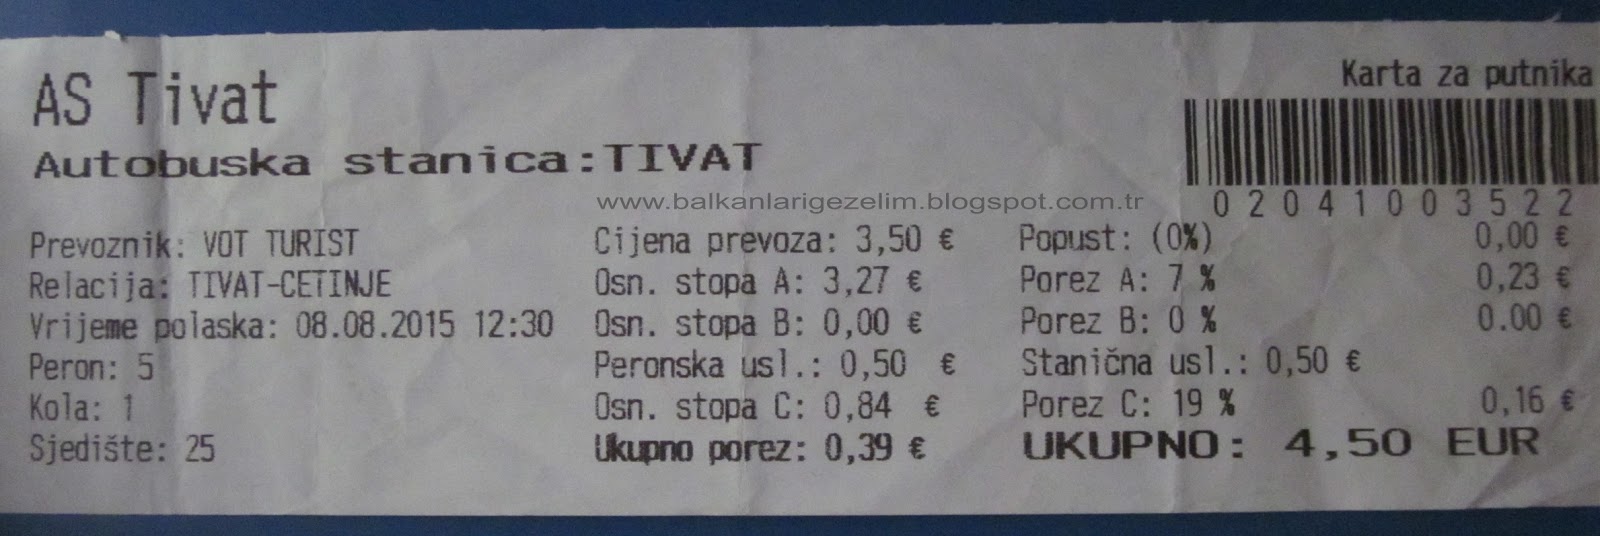 AS Tivat
Karta za putnika
Autobuska stanica:TIVAT
www.balkanlarigezelim.blogspot.com.tr
02041003522
Prevoznik: VOT TURIST Cijena prevoza: 3,50 € Popust: (0%) 0,00 €
Relacija: TIVAT-CETINJE Osn. stopa A: 3,27 € Porez A: 7 % 0,23 €
Vrijeme polaska: 08.08.2015 12:30 Osn. stopa B: 0,00 € Porez B: 0 % 0.00 €
Peron: 5 Peronska usl.: 0,50 € Stanična usl.: 0,50 €
Kola: 1 Osn. stopa C: 0,84 € Porez C: 19 % 0,16 €
Sjedište: 25 Ukupno porez: 0,39 € UKUPNO: 4,50 EUR